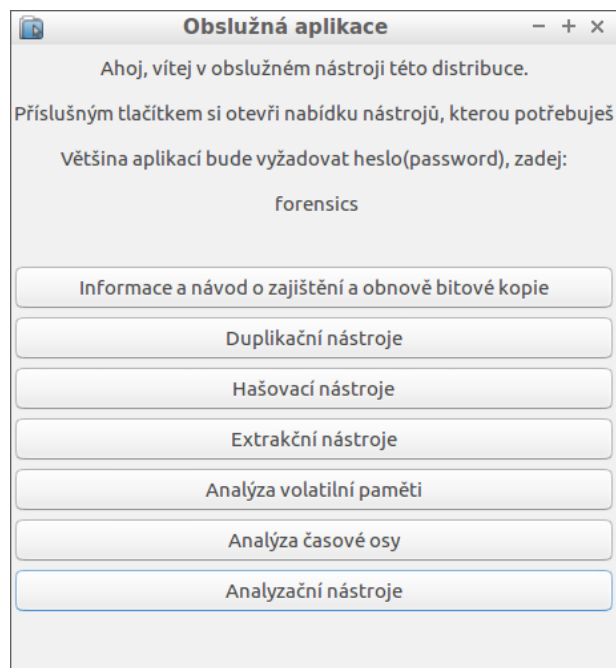 Obslužná aplikace
Ahoj, vítej v obslužném nástroji této distribuce.
Příslušným tlačítkem si otevři nabídku nástrojů, kterou potřebuješ
Většina aplikací bude vyžadovat heslo(password), zadej:
forensics
Informace a návod o zajištění a obnově bitové kopie
Duplikační nástroje
Hašovací nástroje
Extrakční nástroje
Analýza volatilní paměti
Analýza časové osy
Analyzační nástroje